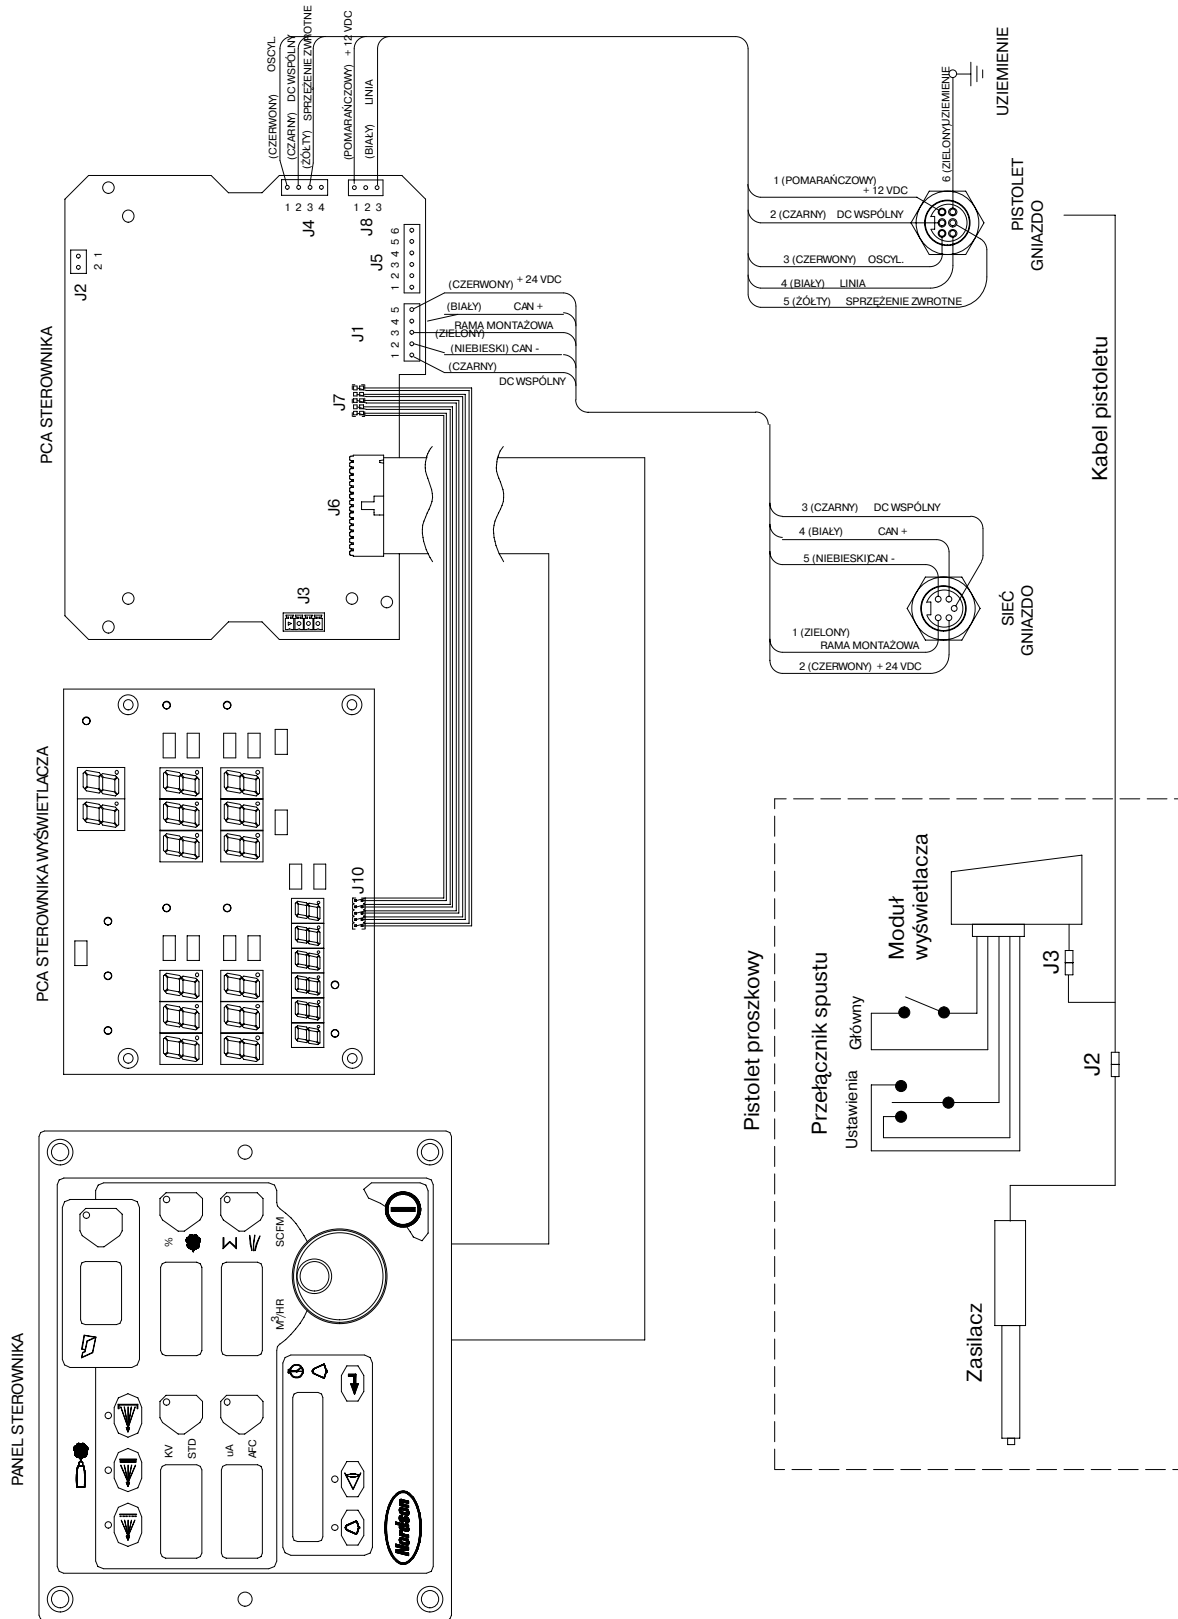 PANEL STEROWNIKA
KV
STD
uA
AFC
%
M³/HR
SCFM
Nordson
PCA STEROWNIKA WYŚWIETLACZA
J10
PCA STEROWNIKA
J2
2 1
J3
J6
J7
J1
1 2 3 4 5
J5
1 2 3 4 5 6
J8
1 2 3
J4
1 2 3 4
(CZERWONY) OSCYL.
(CZARNY) DC WSPÓLNY
(ŻÓŁTY) SPRZĘŻENIE ZWROTNE
(POMARAŃCZOWY) + 12 VDC
(BIAŁY) LINIA
(CZERWONY) + 24 VDC
(BIAŁY) CAN +
RAMA MONTAŻOWA
(ZIELONY)
(NIEBIESKI) CAN -
(CZARNY)
DC WSPÓLNY
1 (POMARAŃCZOWY)
+ 12 VDC
2 (CZARNY) DC WSPÓLNY
3 (CZERWONY) OSCYL.
4 (BIAŁY) LINIA
5 (ŻÓŁTY) SPRZĘŻENIE ZWROTNE
6 (ZIELONY)UZIEMIENIE
UZIEMIENIE
PISTOLET
GNIAZDO
3 (CZARNY) DC WSPÓLNY
4 (BIAŁY) CAN +
5 (NIEBIESKI)CAN -
1 (ZIELONY)
RAMA MONTAŻOWA
2 (CZERWONY) + 24 VDC
SIEĆ
GNIAZDO
Kabel pistoletu
Pistolet proszkowy
Przełącznik spustu
Ustawienia
Główny
Moduł
wyświetlacza
J3
J2
Zasilacz